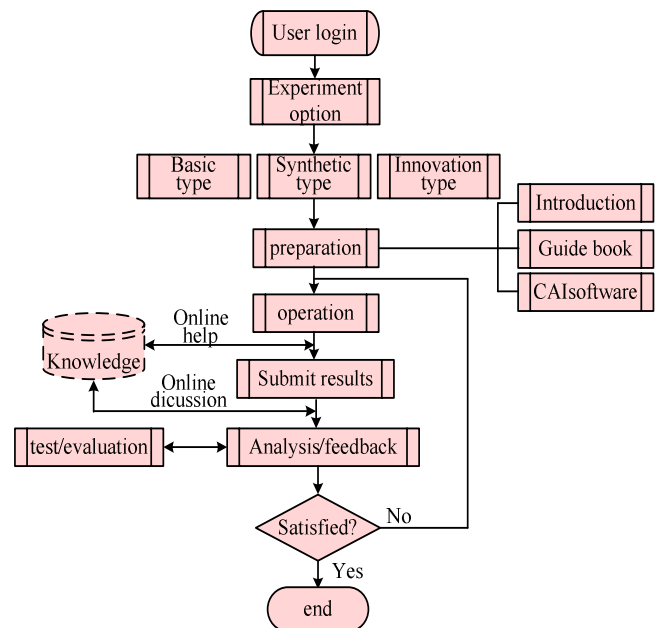 User login
Experiment
option
Basic
type
Synthetic
type
Innovation
type
Introduction
preparation
Guide book
CAIsoftware
operation
Online
help
Knowledge
Submit results
Online
dicussion
test/evaluation
Analysis/feedback
Satisfied?
No
Yes
end